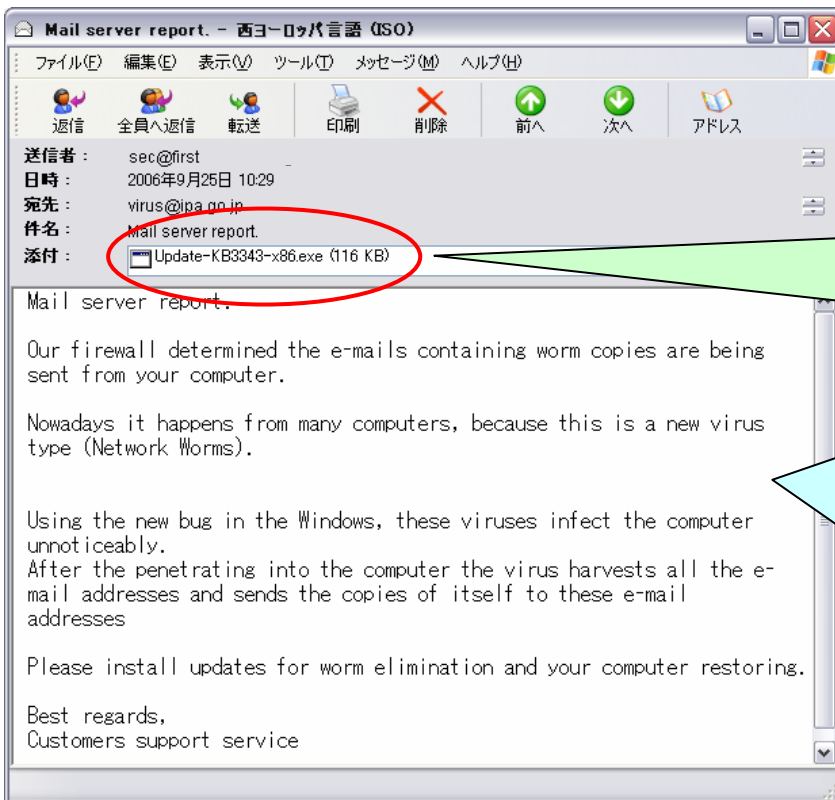 Mail server report. - 西ヨーロッパ言語 (ISO)
ファイル(F) 編集(E) 表示(V) ツール(T) メッセージ(M) ヘルプ(H)
返信 全員へ返信 転送 印刷 削除 前へ 次へ アドレス
送信者： sec@first
日時： 2006年9月25日 10:29
宛先： virus@ipa.go.jp
件名： Mail server report.
添付： Update-KB3343-x86.exe (116 KB)
Mail server report.
Our firewall determined the e-mails containing worm copies are being
sent from your computer.
Nowadays it happens from many computers, because this is a new virus
type (Network Worms).
Using the new bug in the Windows, these viruses infect the computer
unnoticeably.
After the penetrating into the computer the virus harvests all the e-
mail addresses and sends the copies of itself to these e-mail
addresses
Please install updates for worm elimination and your computer restoring.
Best regards,
Customers support service